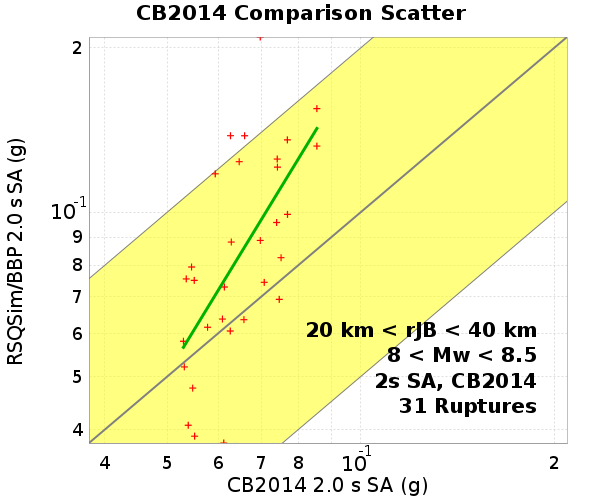 CB2014 Comparison Scatter
RSQSim/BBP 2.0 s SA (g)
2
10-1
9
8
7
6
5
4
20 km < rJB < 40 km
8 < Mw < 8.5
2s SA, CB2014
31 Ruptures
4 5 6 7 8 10-1 2
CB2014 2.0 s SA (g)